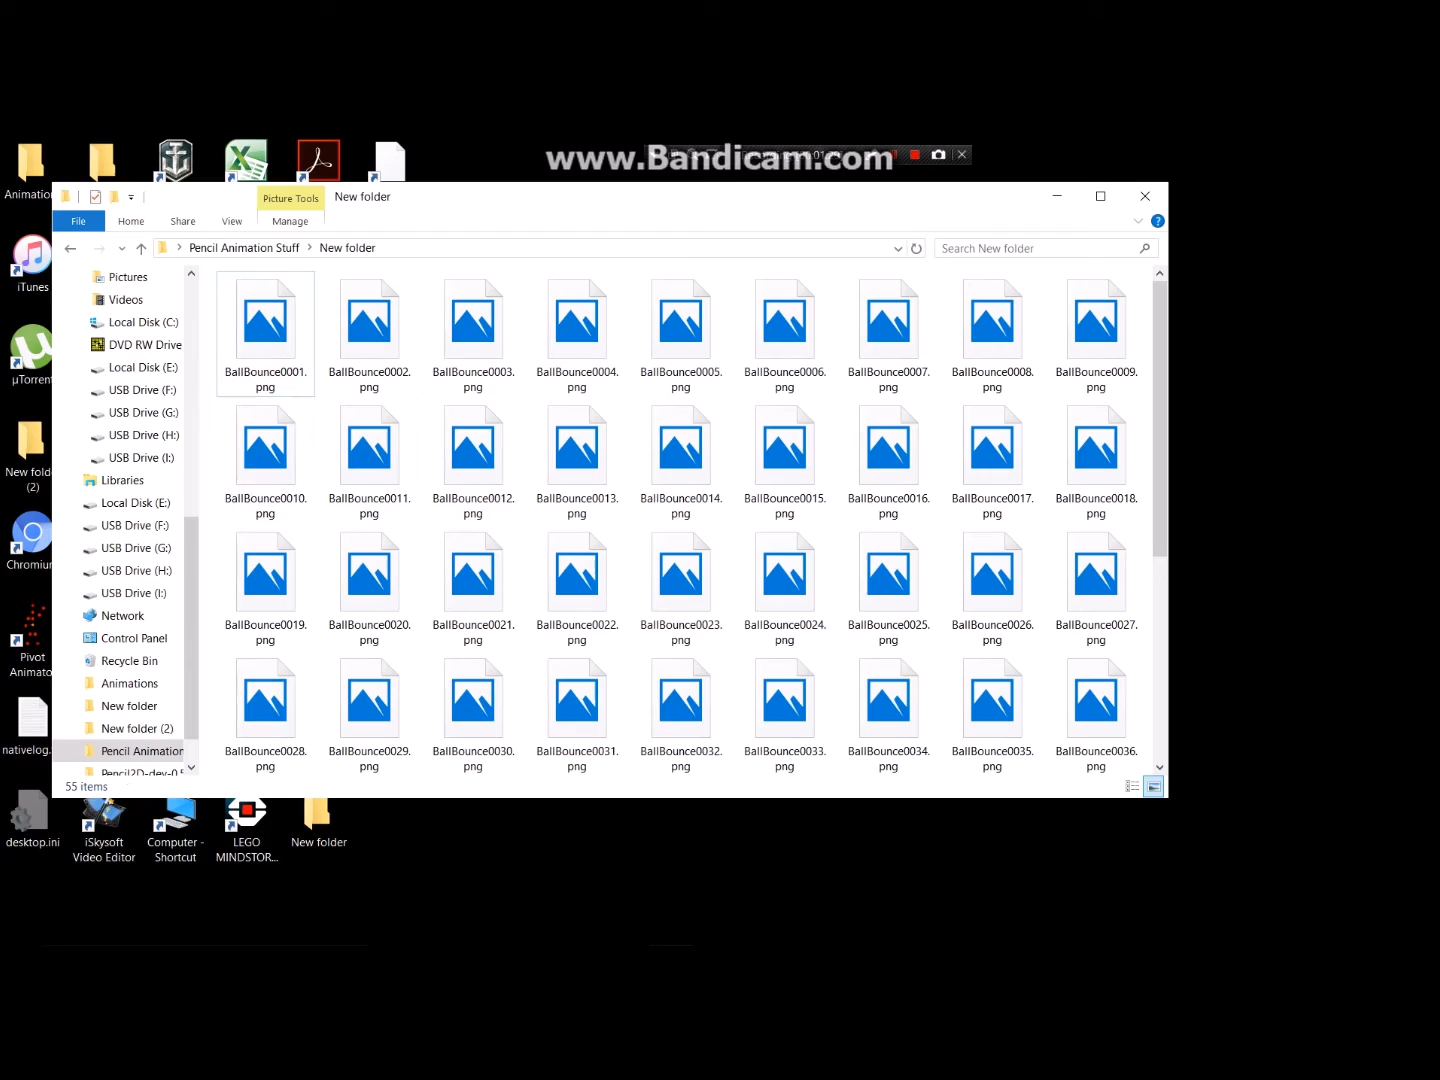 www.Bandicam.com
Animation
Picture Tools
New folder
File
Home
Share
View
Manage
Pencil Animation Stuff
New folder
Search New folder
Pictures
Videos
Local Disk (C:)
DVD RW Drive
Local Disk (E:)
USB Drive (F:)
USB Drive (G:)
USB Drive (H:)
USB Drive (I:)
Libraries
Local Disk (E:)
USB Drive (F:)
USB Drive (G:)
USB Drive (H:)
USB Drive (I:)
Network
Control Panel
Recycle Bin
Animations
New folder
New folder (2)
Pencil Animation
Pencil2D-dev-0.5
55 items
BallBounce0001.
png
BallBounce0002.
png
BallBounce0003.
png
BallBounce0004.
png
BallBounce0005.
png
BallBounce0006.
png
BallBounce0007.
png
BallBounce0008.
png
BallBounce0009.
png
BallBounce0010.
png
BallBounce0011.
png
BallBounce0012.
png
BallBounce0013.
png
BallBounce0014.
png
BallBounce0015.
png
BallBounce0016.
png
BallBounce0017.
png
BallBounce0018.
png
BallBounce0019.
png
BallBounce0020.
png
BallBounce0021.
png
BallBounce0022.
png
BallBounce0023.
png
BallBounce0024.
png
BallBounce0025.
png
BallBounce0026.
png
BallBounce0027.
png
BallBounce0028.
png
BallBounce0029.
png
BallBounce0030.
png
BallBounce0031.
png
BallBounce0032.
png
BallBounce0033.
png
BallBounce0034.
png
BallBounce0035.
png
BallBounce0036.
png
iTunes
µTorrent
New folde
(2)
Chromium
Pivot
Animato
nativelog.
desktop.ini
iSkysoft
Video Editor
Computer -
Shortcut
LEGO
MINDSTOR...
New folder